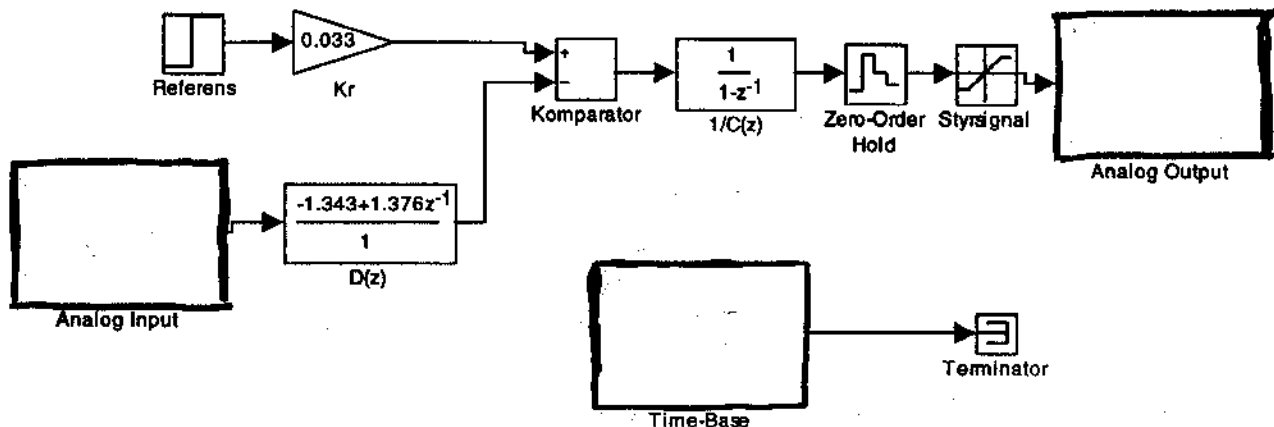 0.033
Referens
Kr
+
−
Komparator
1
1-z-1
1/C(z)
Zero-Order
Hold
Styrsignal
Analog Output
Analog Input
-1.343+1.376z-1
1
D(z)
Time-Base
Terminator